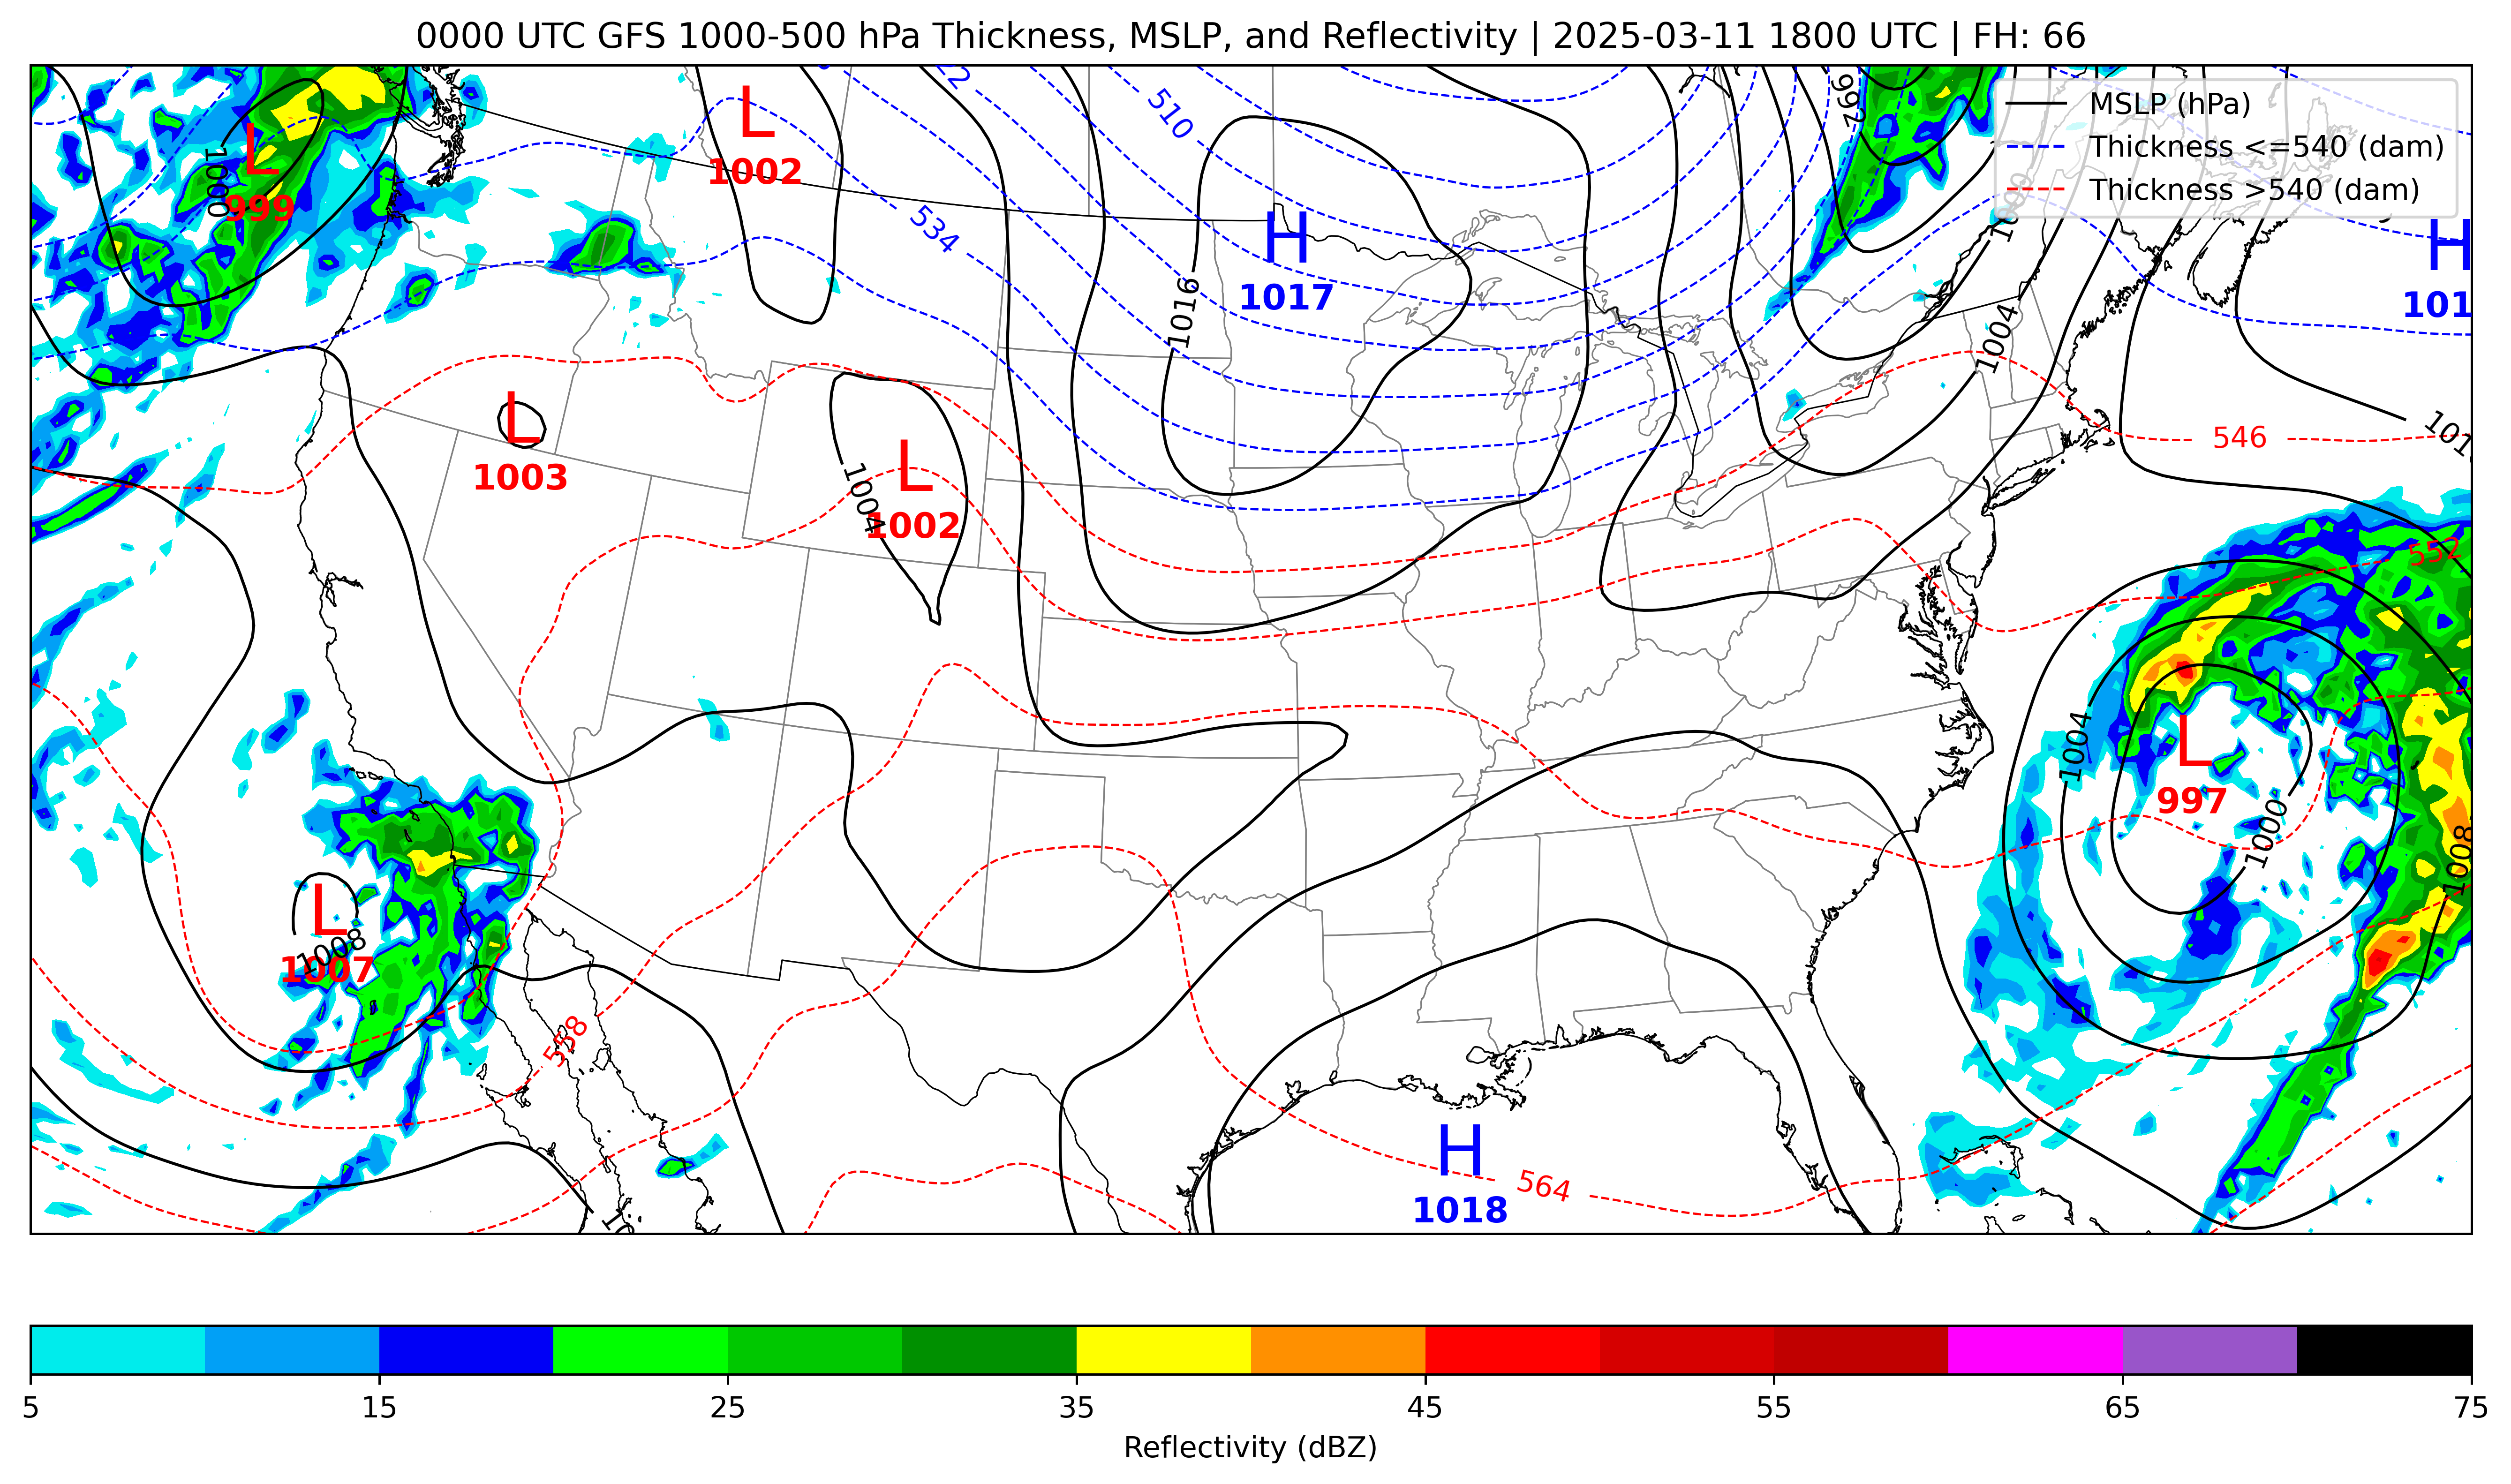 0000 UTC GFS 1000-500 hPa Thickness, MSLP, and Reflectivity | 2025-03-11 1800 UTC | FH: 66
MSLP (hPa)
Thickness <=540 (dam)
Thickness >540 (dam)
992
510
L
1002
L
999
1000
534
H
1017
H
1016
1004
L
1003
L
1002
1004
546
552
L
997
1004
1000
1008
L
1007
1008
558
H
1018
564
5
15
25
35
45
55
65
75
Reflectivity (dBZ)